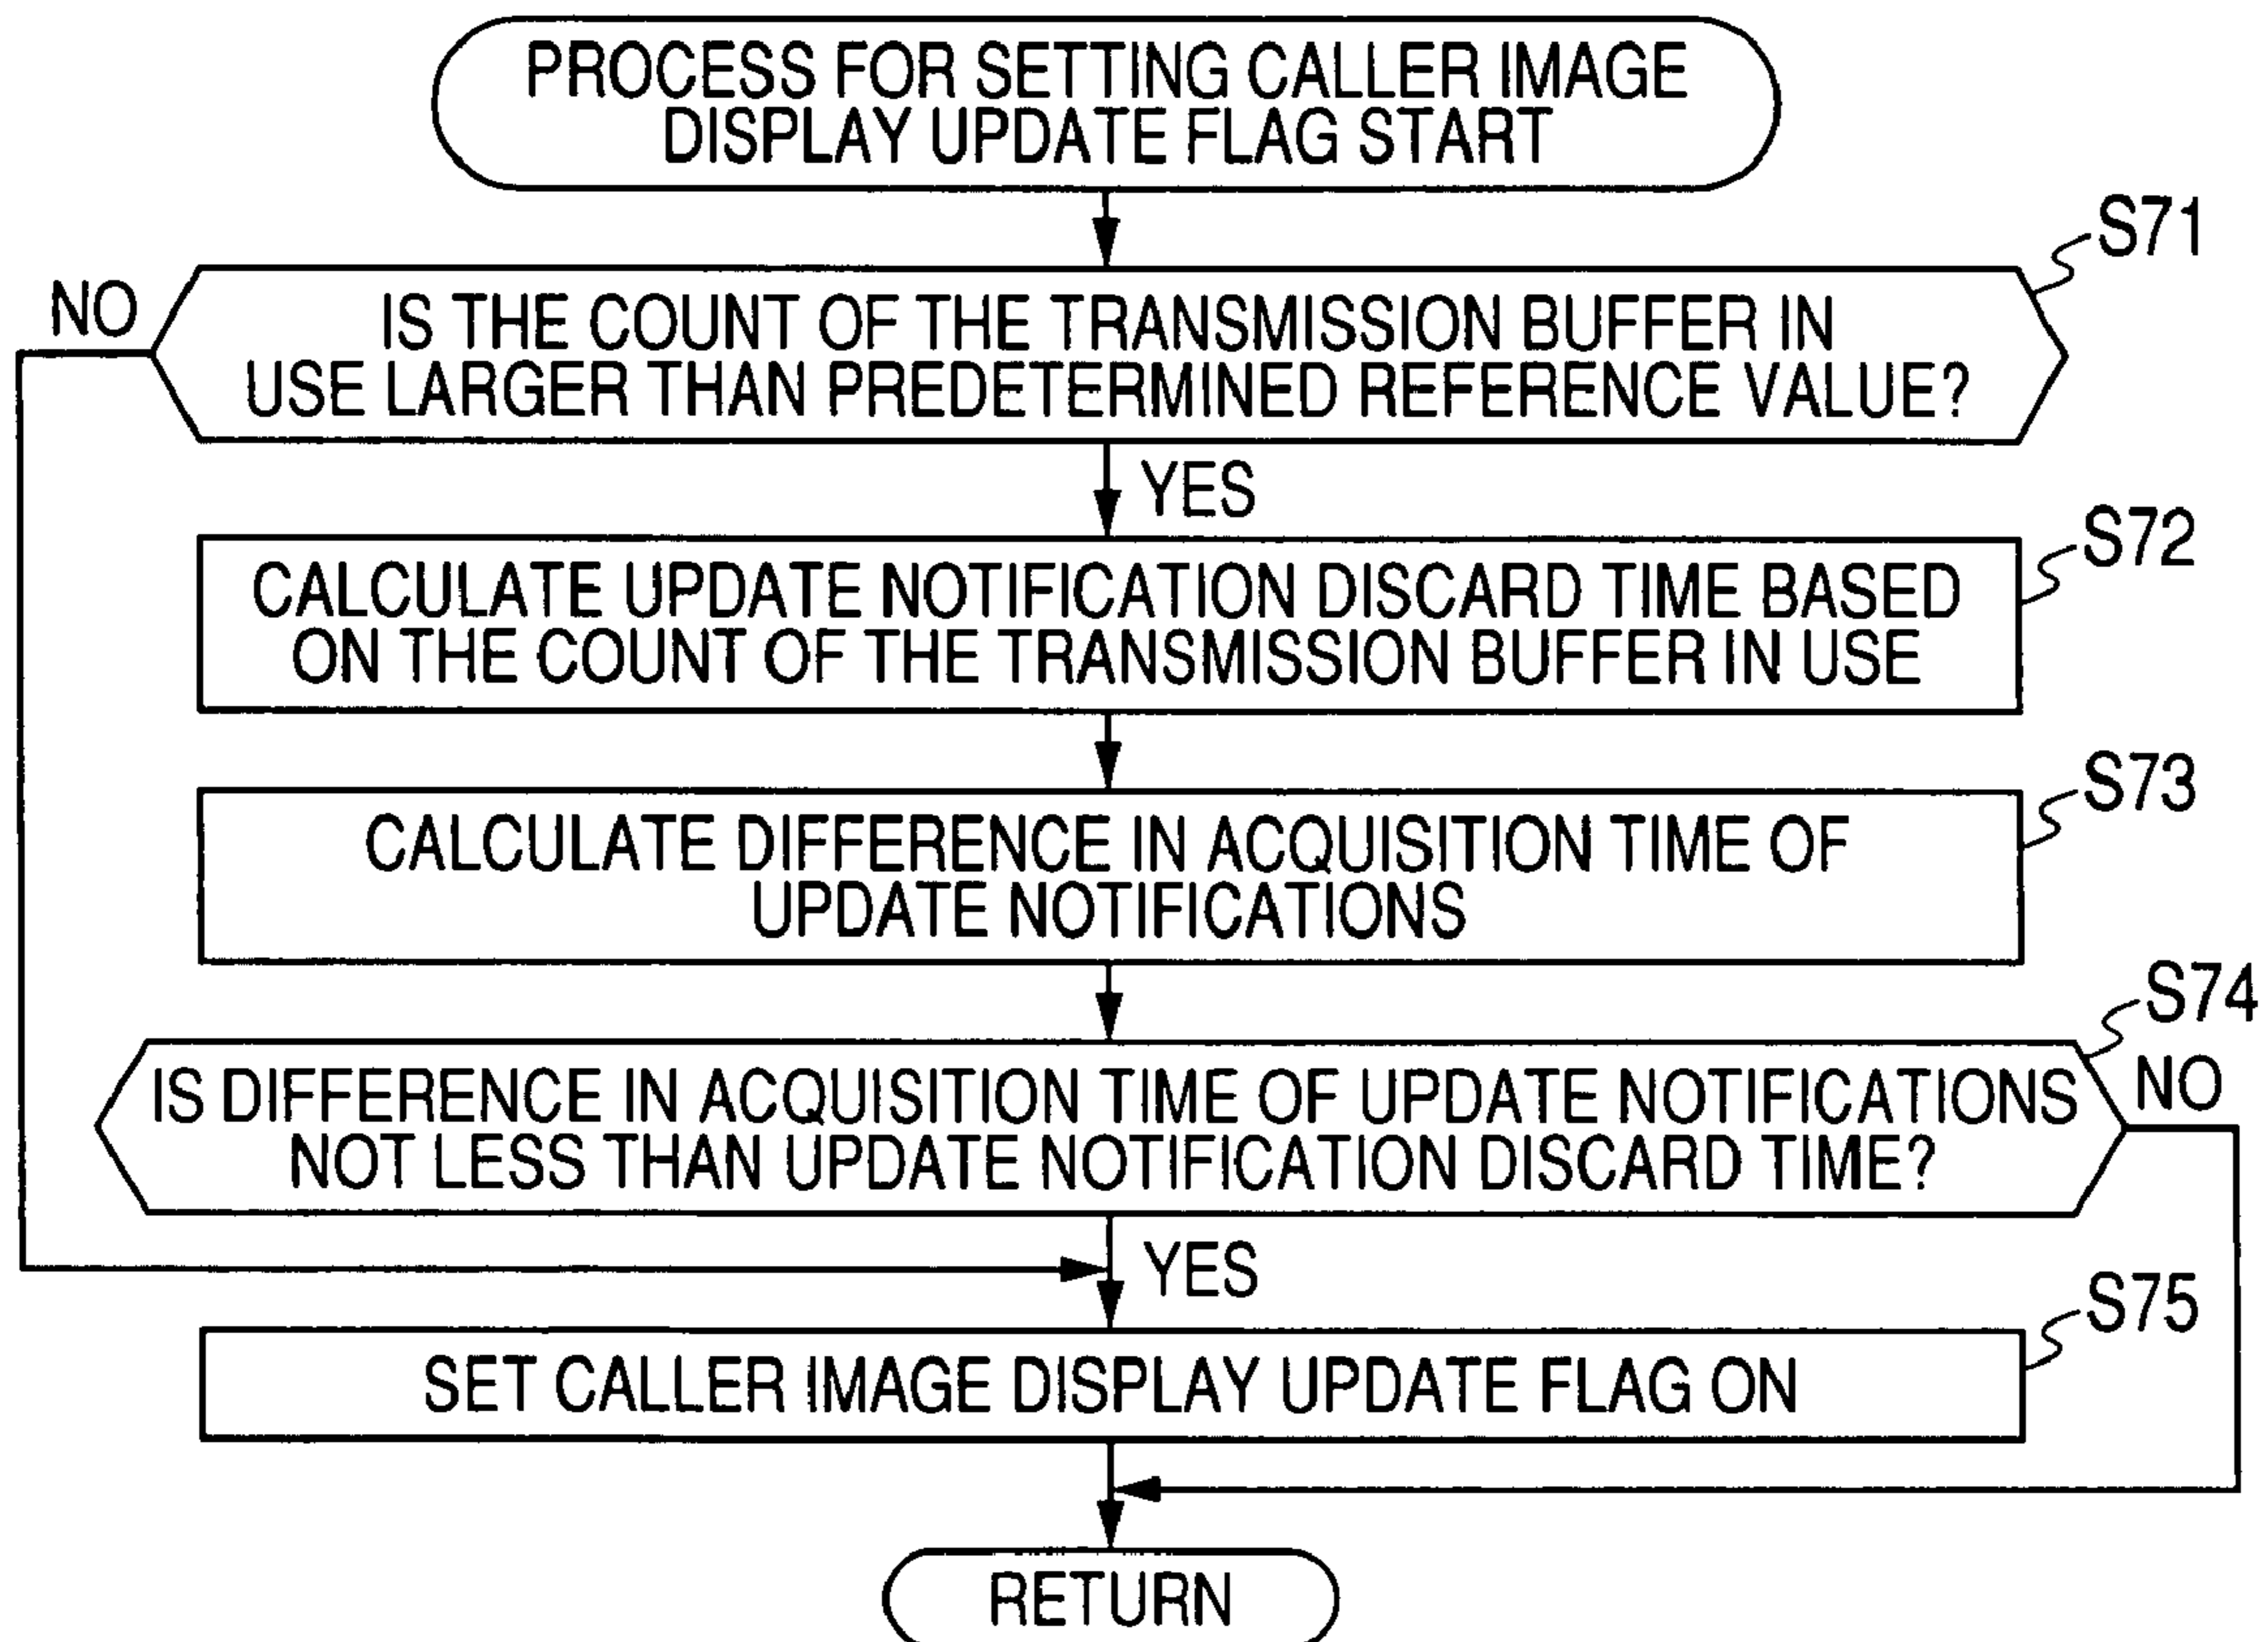 PROCESS FOR SETTING CALLER IMAGE
DISPLAY UPDATE FLAG START
S71
NO
IS THE COUNT OF THE TRANSMISSION BUFFER IN
USE LARGER THAN PREDETERMINED REFERENCE VALUE?
YES
S72
CALCULATE UPDATE NOTIFICATION DISCARD TIME BASED
ON THE COUNT OF THE TRANSMISSION BUFFER IN USE
S73
CALCULATE DIFFERENCE IN ACQUISITION TIME OF
UPDATE NOTIFICATIONS
S74
IS DIFFERENCE IN ACQUISITION TIME OF UPDATE NOTIFICATIONS
NOT LESS THAN UPDATE NOTIFICATION DISCARD TIME?
NO
YES
S75
SET CALLER IMAGE DISPLAY UPDATE FLAG ON
RETURN